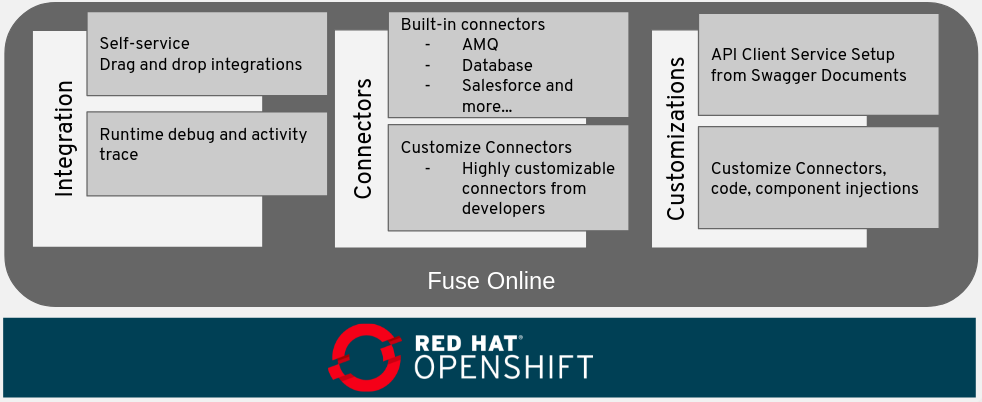 Integration
Self-service
Drag and drop integrations
Runtime debug and activity
trace
Connectors
Built-in connectors
- AMQ
- Database
- Salesforce and
more...
Customize Connectors
- Highly customizable
connectors from
developers
Customizations
API Client Service Setup
from Swagger Documents
Customize Connectors,
code, component injections
Fuse Online
RED HAT®
OPENSHIFT